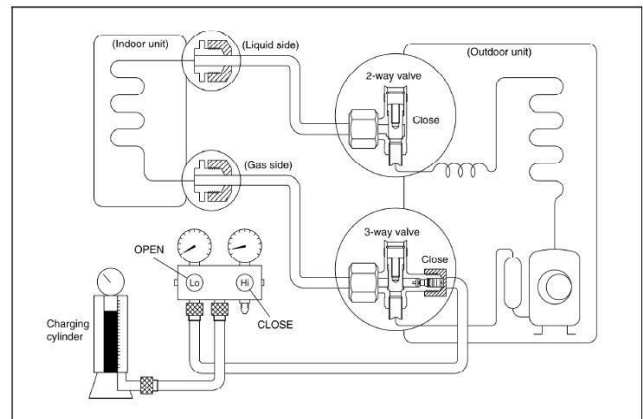 (Indoor unit)
(Liquid side)
(Outdoor unit)
2-way valve
Close
(Gas side)
3-way valve
Close
OPEN
Lo
Hi
CLOSE
Charging
cylinder